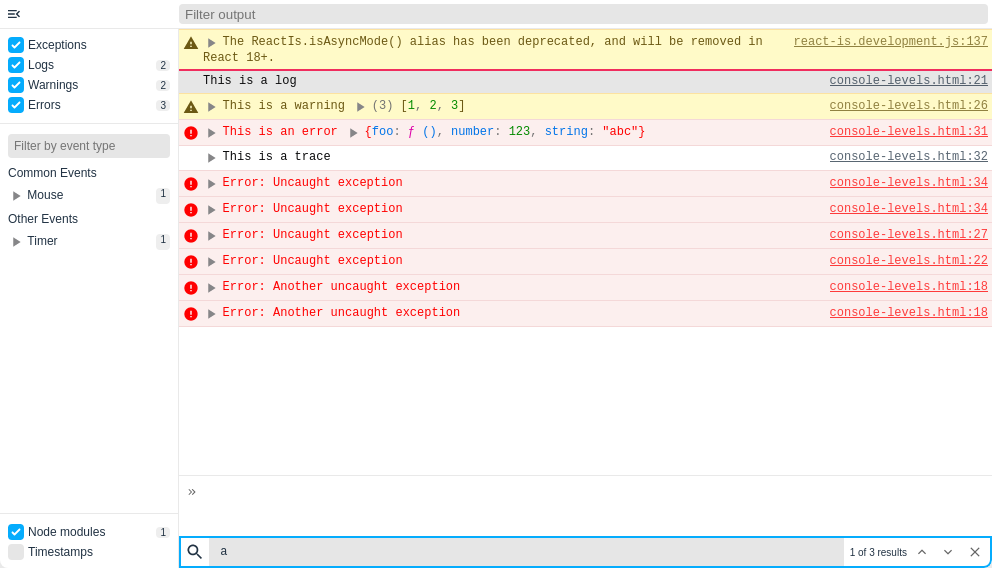 Filter output
Exceptions
Logs 2
Warnings 2
Errors 3
Filter by event type
Common Events
Mouse 1
Other Events
Timer 1
Node modules 1
Timestamps
The ReactIs.isAsyncMode() alias has been deprecated, and will be removed in react-is.development.js:137
React 18+.
This is a log console-levels.html:21
This is a warning (3) [1, 2, 3] console-levels.html:26
This is an error {foo: ƒ (), number: 123, string: "abc"} console-levels.html:31
This is a trace console-levels.html:32
Error: Uncaught exception console-levels.html:34
Error: Uncaught exception console-levels.html:34
Error: Uncaught exception console-levels.html:27
Error: Uncaught exception console-levels.html:22
Error: Another uncaught exception console-levels.html:18
Error: Another uncaught exception console-levels.html:18
»
a 1 of 3 results